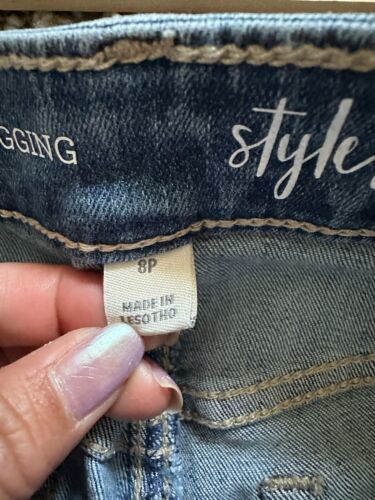 GGING
style
8P
MADE IN
LESOTHO